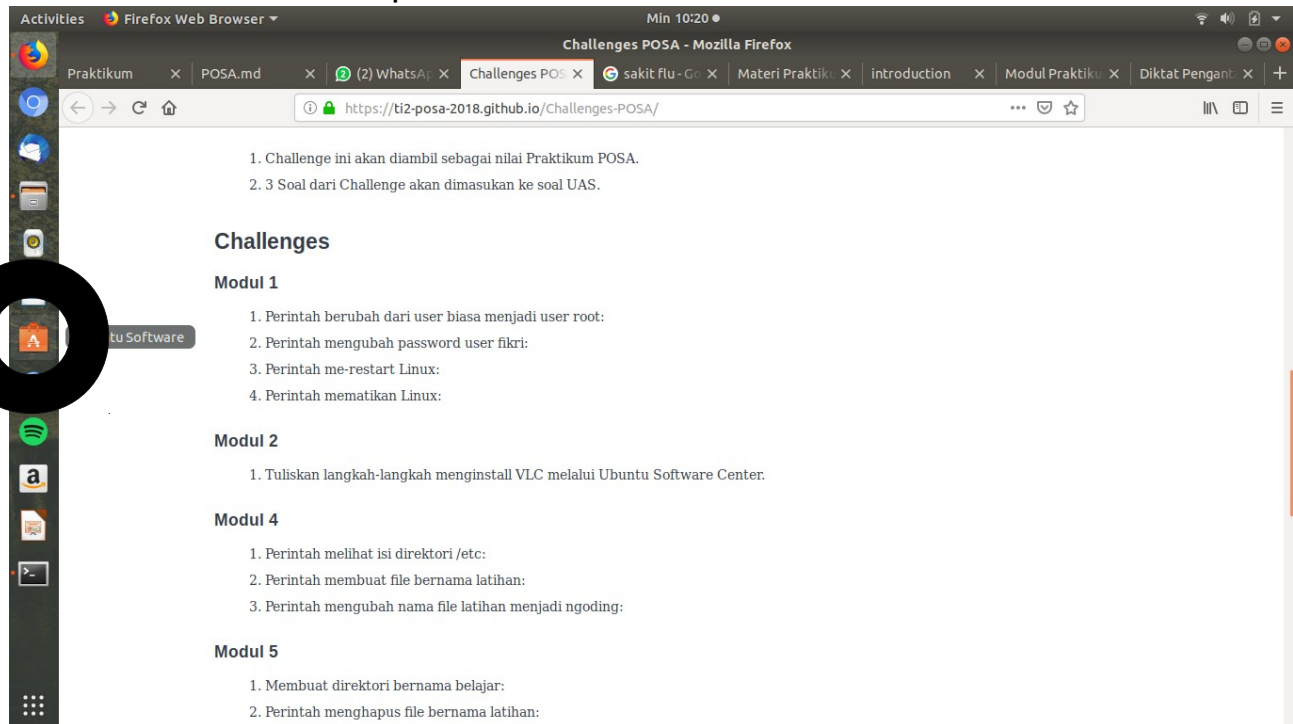 Activities Firefox Web Browser Min 10:20
Challenges POSA - Mozilla Firefox
Praktikum POSA.md (2) WhatsAp Challenges POS sakit flu - Go Materi Praktiku introduction Modul Praktiku Diktat Penganta
https://ti2-posa-2018.github.io/Challenges-POSA/
1. Challenge ini akan diambil sebagai nilai Praktikum POSA.
2. 3 Soal dari Challenge akan dimasukan ke soal UAS.
Challenges
Modul 1
1. Perintah berubah dari user biasa menjadi user root:
tu Software
2. Perintah mengubah password user fikri:
3. Perintah me-restart Linux:
4. Perintah mematikan Linux:
Modul 2
1. Tuliskan langkah-langkah menginstall VLC melalui Ubuntu Software Center.
Modul 4
1. Perintah melihat isi direktori /etc:
2. Perintah membuat file bernama latihan:
3. Perintah mengubah nama file latihan menjadi ngoding:
Modul 5
1. Membuat direktori bernama belajar:
2. Perintah menghapus file bernama latihan: